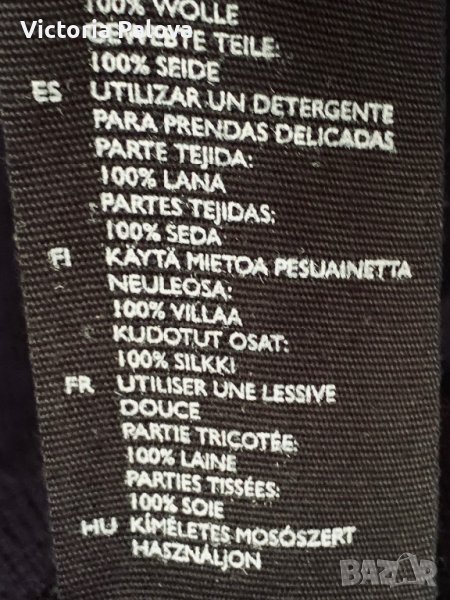 Victoria Palova
100% WOLLE
GEWEBTE TEILE:
100% SEIDE
ES UTILIZAR UN DETERGENTE
PARA PRENDAS DELICADAS
PARTE TEJIDA:
100% LANA
PARTES TEJIDAS:
100% SEDA
FI KÄYTÄ MIETOA PESUAINETTA
NEULEOSA:
100% VILLAA
KUDOTUT OSAT:
100% SILKKI
FR UTILISER UNE LESSIVE
DOUCE
PARTIE TRICOTÉE:
100% LAINE
PARTIES TISSÉES:
100% SOIE
HU KÍMÉLETES MOSÓSZERT
HASZNÁLJON
BAZAR